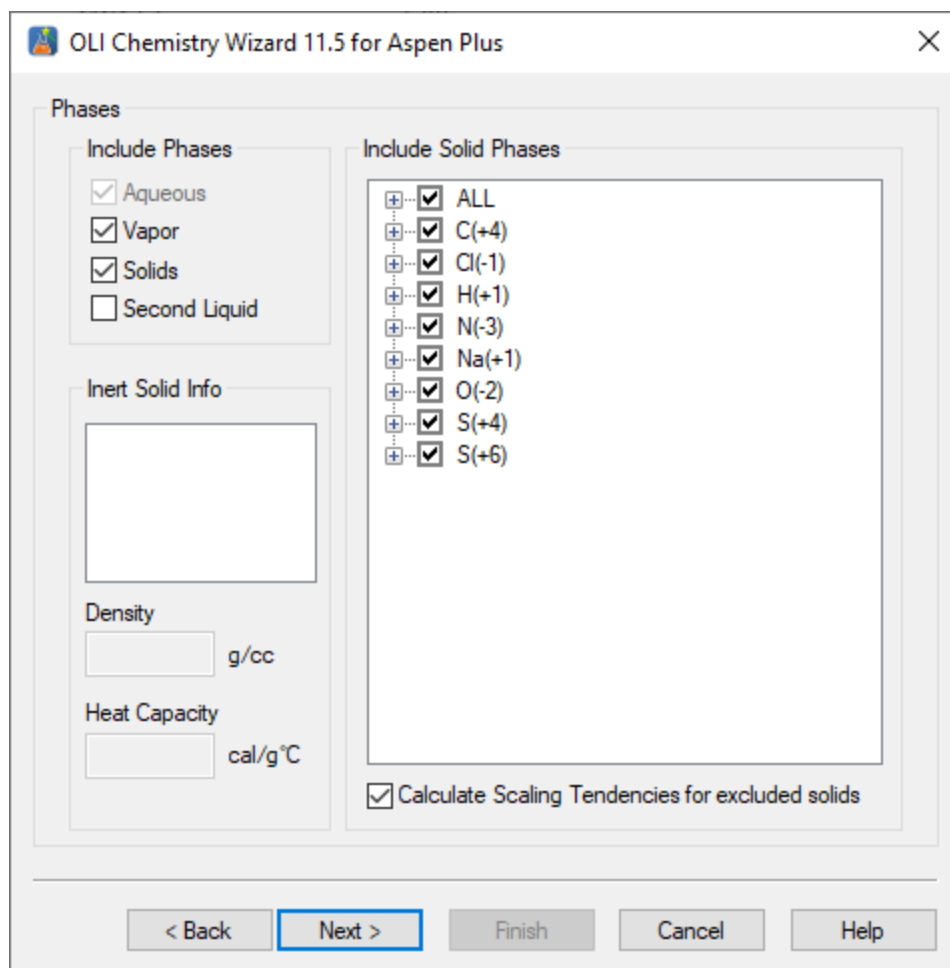 OLI Chemistry Wizard 11.5 for Aspen Plus
Phases
Include Phases
Aqueous
Vapor
Solids
Second Liquid
Inert Solid Info
Density
g/cc
Heat Capacity
cal/g°C
Include Solid Phases
ALL
C(+4)
Cl(-1)
H(+1)
N(-3)
Na(+1)
O(-2)
S(+4)
S(+6)
Calculate Scaling Tendencies for excluded solids
< Back
Next >
Finish
Cancel
Help